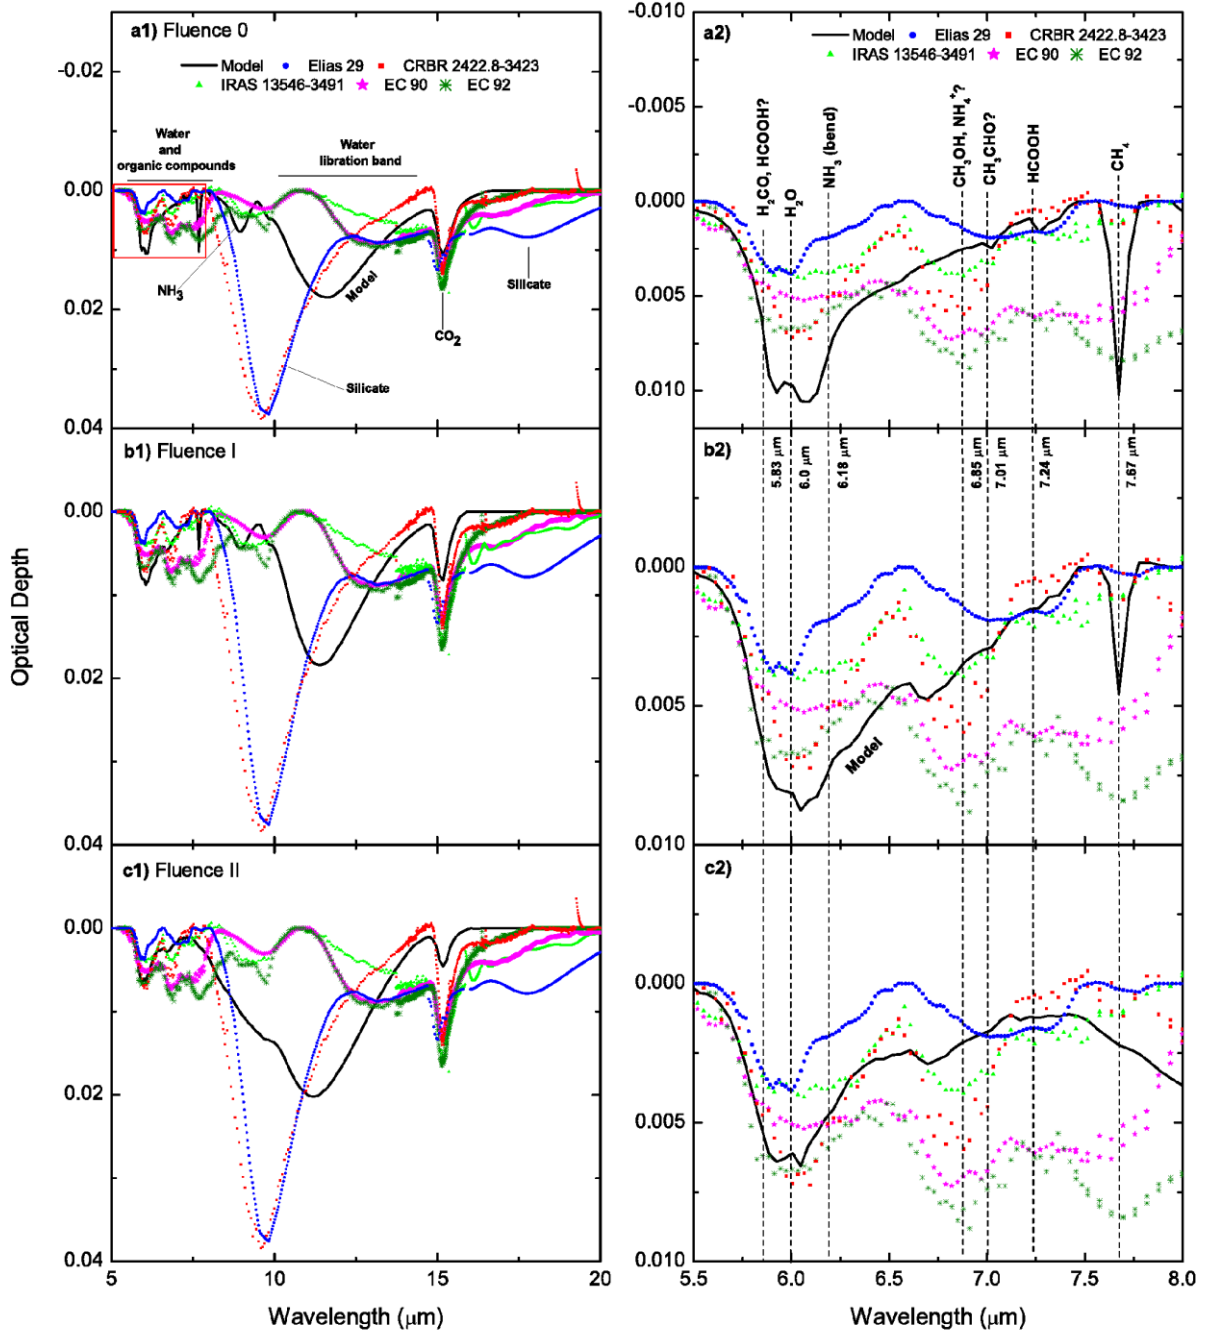 a1) Fluence 0
Model Elias 29 CRBR 2422.8-3423
IRAS 13546-3491 EC 90 EC 92
Water
and
organic compounds
Water
libration band
NH3
Model
CO2
Silicate
Silicate
-0.02
0.00
0.02
0.04
a2)
Model Elias 29 CRBR 2422.8-3423
IRAS 13546-3491 EC 90 EC 92
H2CO, HCOOH?
H2O
NH3 (bend)
CH3OH, NH4+?
CH3CHO?
HCOOH
CH4
-0.010
-0.005
0.000
0.005
0.010
b1) Fluence I
0.00
0.02
0.04
b2)
5.83 μm
6.0 μm
6.18 μm
6.85 μm
7.01 μm
7.24 μm
7.67 μm
Model
0.000
0.005
0.010
c1) Fluence II
0.00
0.02
0.04
c2)
0.000
0.005
0.010
Optical Depth
5 10 15 20
5.5 6.0 6.5 7.0 7.5 8.0
Wavelength (μm)
Wavelength (μm)